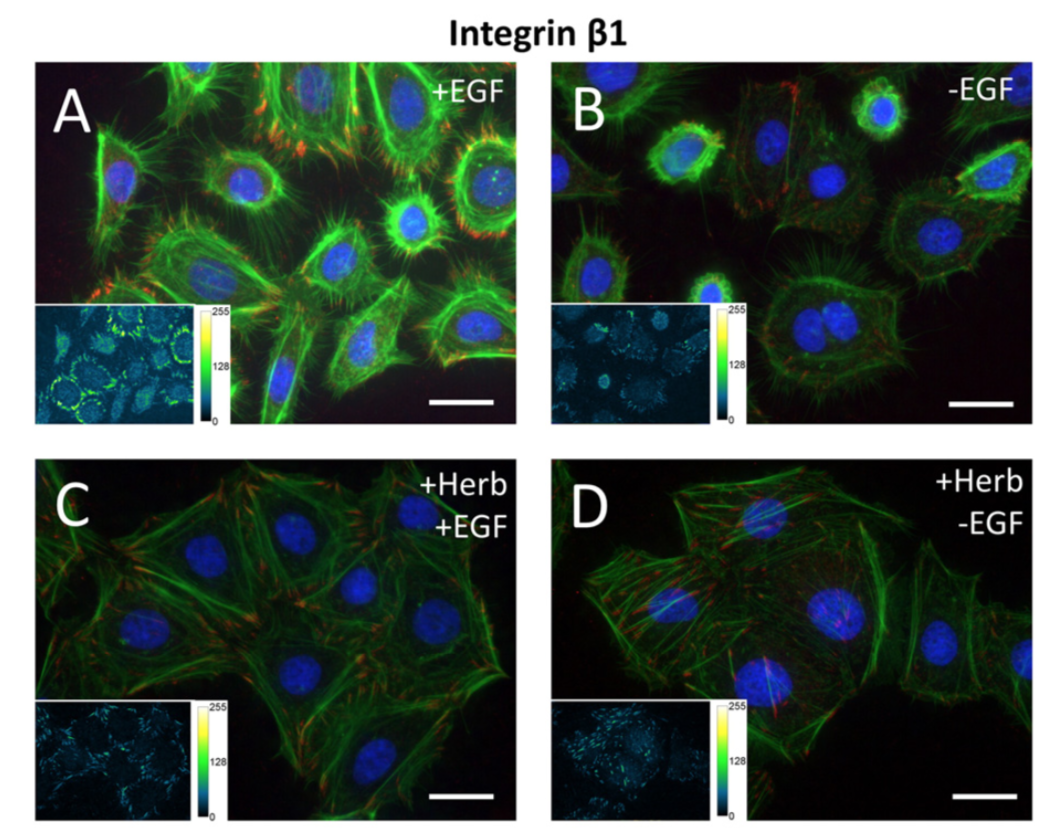 Integrin β1
A
+EGF
255
128
0
B
-EGF
255
128
0
C
+Herb
+EGF
255
128
0
D
+Herb
-EGF
255
128
0